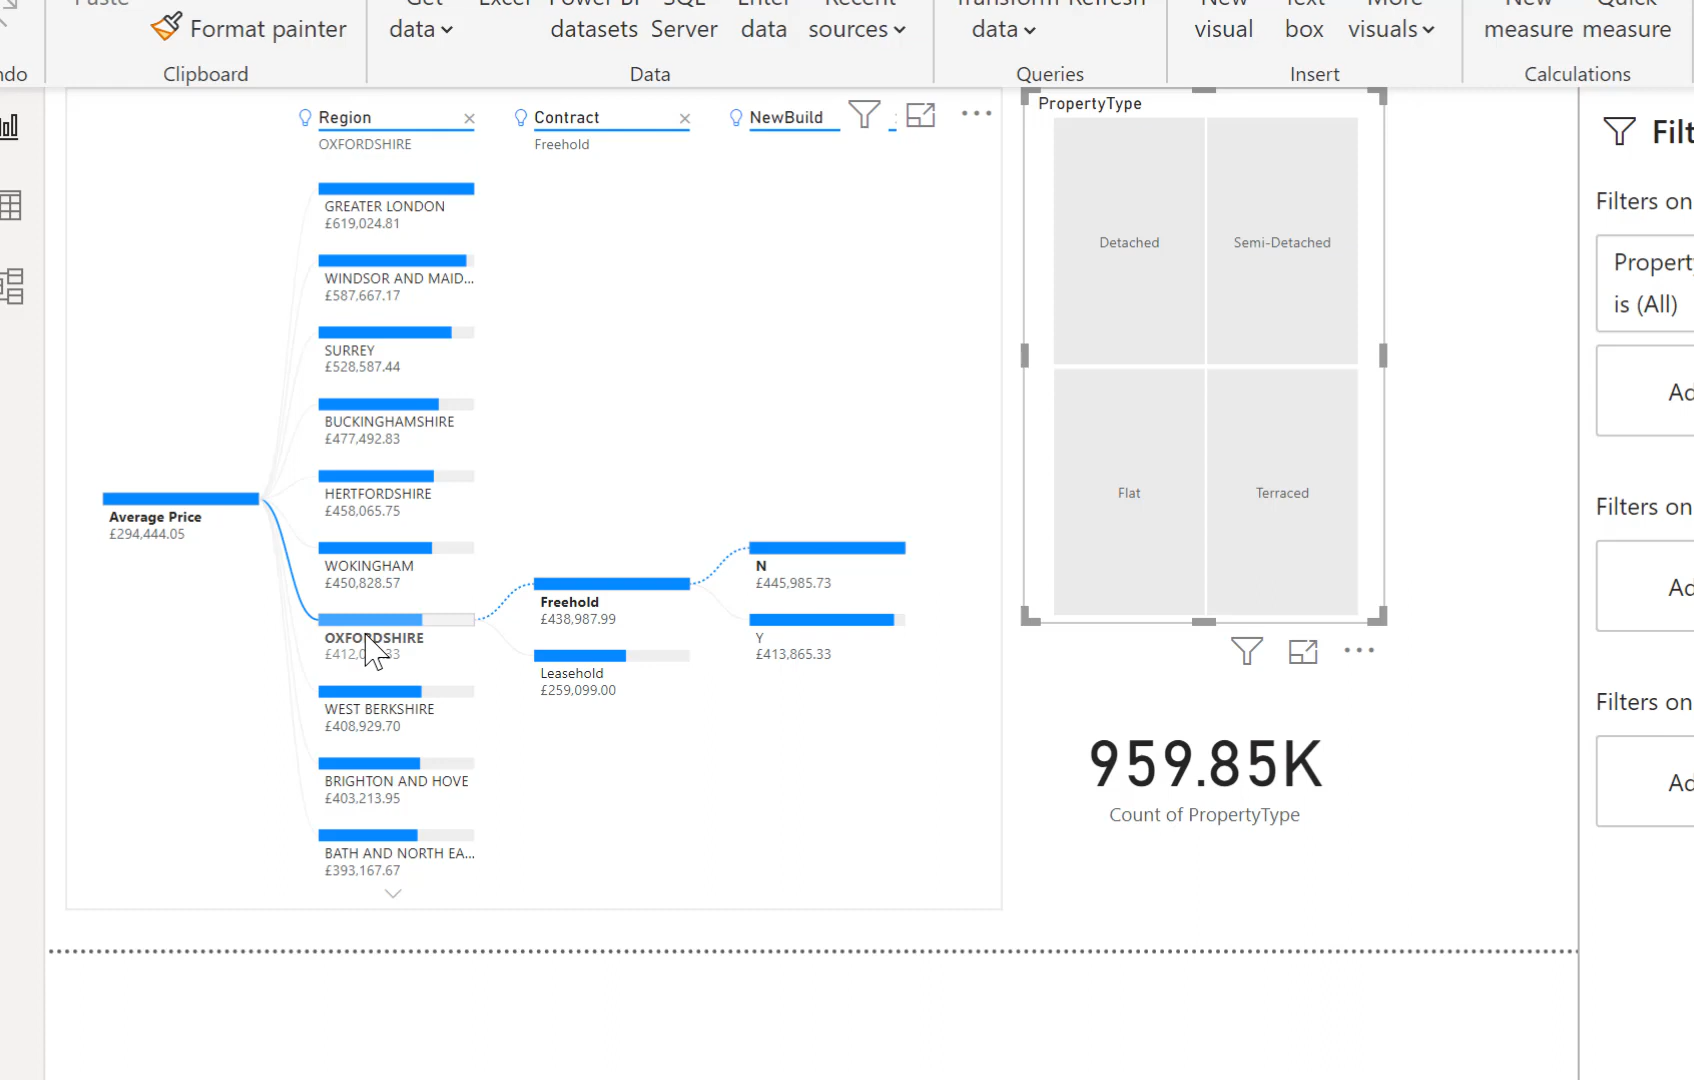 Format painter
data
datasets
Server
data
sources
data
visual
box
visuals
measure
measure
Clipboard
Data
Queries
Insert
Calculations
Region
OXFORDSHIRE
Contract
Freehold
NewBuild
GREATER LONDON
£619,024.81
WINDSOR AND MAID...
£587,667.17
SURREY
£528,587.44
BUCKINGHAMSHIRE
£477,492.83
HERTFORDSHIRE
£458,065.75
WOKINGHAM
£450,828.57
OXFORDSHIRE
WEST BERKSHIRE
£408,929.70
BRIGHTON AND HOVE
£403,213.95
BATH AND NORTH EA...
£393,167.67
Average Price
£294,444.05
Freehold
£438,987.99
Leasehold
£259,099.00
N
£445,985.73
Y
£413,865.33
PropertyType
Detached
Semi-Detached
Flat
Terraced
959.85K
Count of PropertyType
Filters on
is (All)
Filters on
Filters on